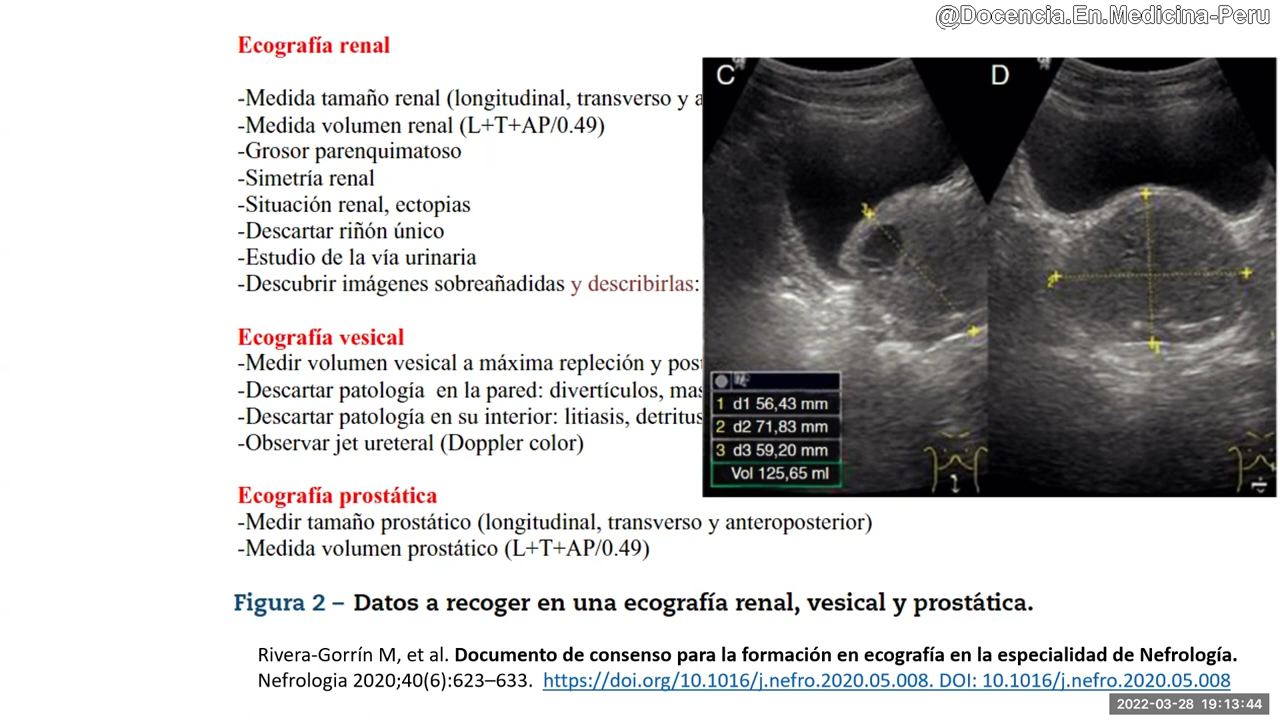 @Docencia.En.Medicina-Peru
Ecografía renal
-Medida tamaño renal (longitudinal, transverso y a
-Medida volumen renal (L+T+AP/0.49)
-Grosor parenquimatoso
-Simetría renal
-Situación renal, ectopias
-Descartar riñón único
-Estudio de la vía urinaria
-Descubrir imágenes sobreañadidas y describirlas:
Ecografía vesical
-Medir volumen vesical a máxima repleción y pos
-Descartar patología en la pared: divertículos, mas
-Descartar patología en su interior: litiasis, detritus
-Observar jet ureteral (Doppler color)
Ecografía prostática
-Medir tamaño prostático (longitudinal, transverso y anteroposterior)
-Medida volumen prostático (L+T+AP/0.49)
C
D
3
2
1
1 d1 56,43 mm
2 d2 71,83 mm
3 d3 59,20 mm
Vol 125,65 ml
Figura 2 – Datos a recoger en una ecografía renal, vesical y prostática.
Rivera-Gorrín M, et al. Documento de consenso para la formación en ecografía en la especialidad de Nefrología.
Nefrologia 2020;40(6):623–633. https://doi.org/10.1016/j.nefro.2020.05.008. DOI: 10.1016/j.nefro.2020.05.008
2022-03-28 19:13:44